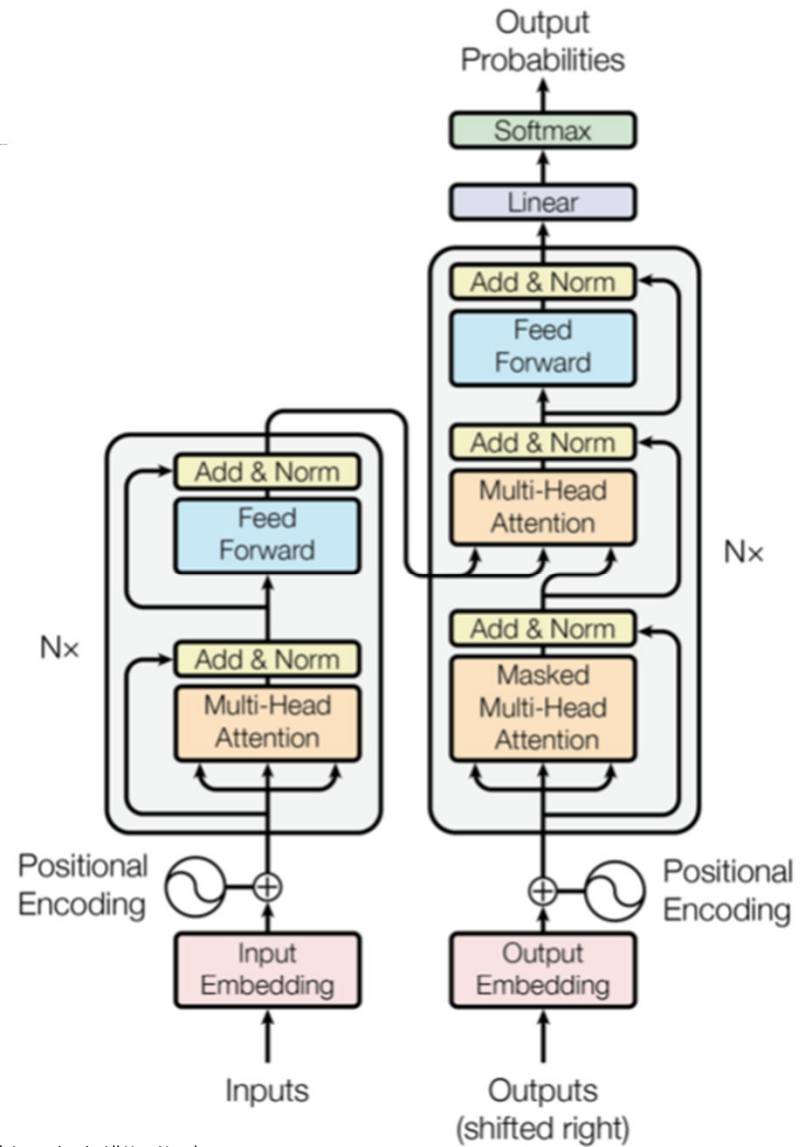 Output
Probabilities
Softmax
Linear
Add & Norm
Feed
Forward
Add & Norm
Multi-Head
Attention
Add & Norm
Masked
Multi-Head
Attention
Nx
Add & Norm
Feed
Forward
Add & Norm
Multi-Head
Attention
Nx
Positional
Encoding
Positional
Encoding
Input
Embedding
Output
Embedding
Inputs
Outputs
(shifted right)